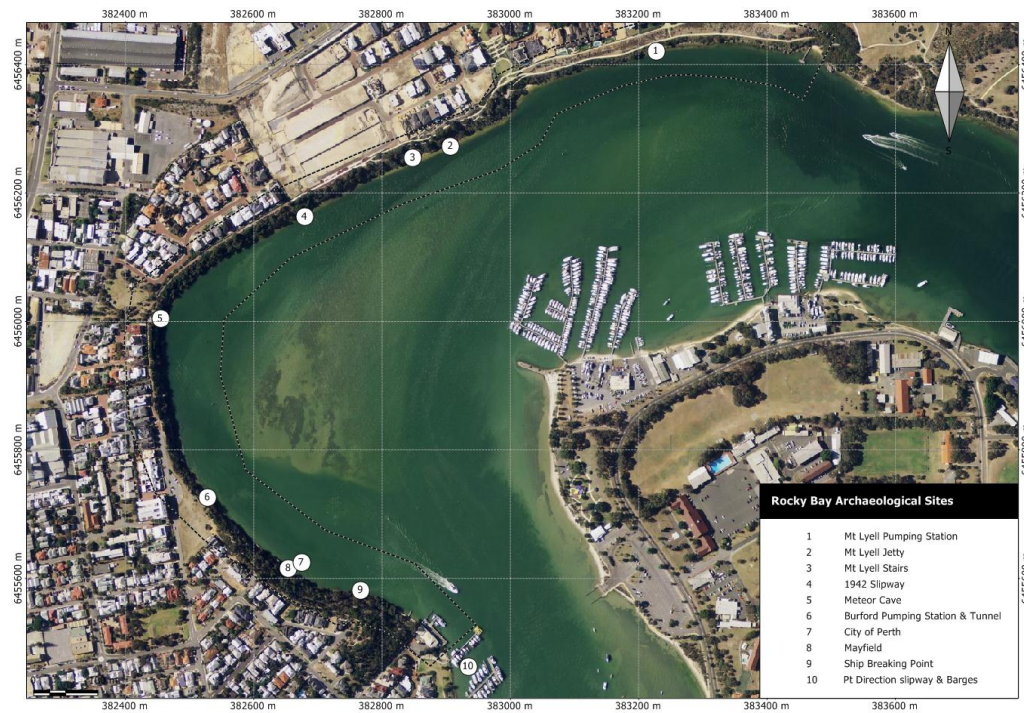 382400 m 382600 m 382800 m 383000 m 383200 m 383400 m 383600 m
6456400 m
6456200 m
6456000 m
6455800 m
6455600 m
1
2
3
4
5
6
7
8
9
10
S
Rocky Bay Archaeological Sites
1 Mt Lyell Pumping Station
2 Mt Lyell Jetty
3 Mt Lyell Stairs
4 1942 Slipway
5 Meteor Cave
6 Burford Pumping Station & Tunnel
7 City of Perth
8 Mayfield
9 Ship Breaking Point
10 Pt Direction slipway & Barges
382400 m 382600 m 382800 m 383000 m 383200 m 383400 m 383600 m